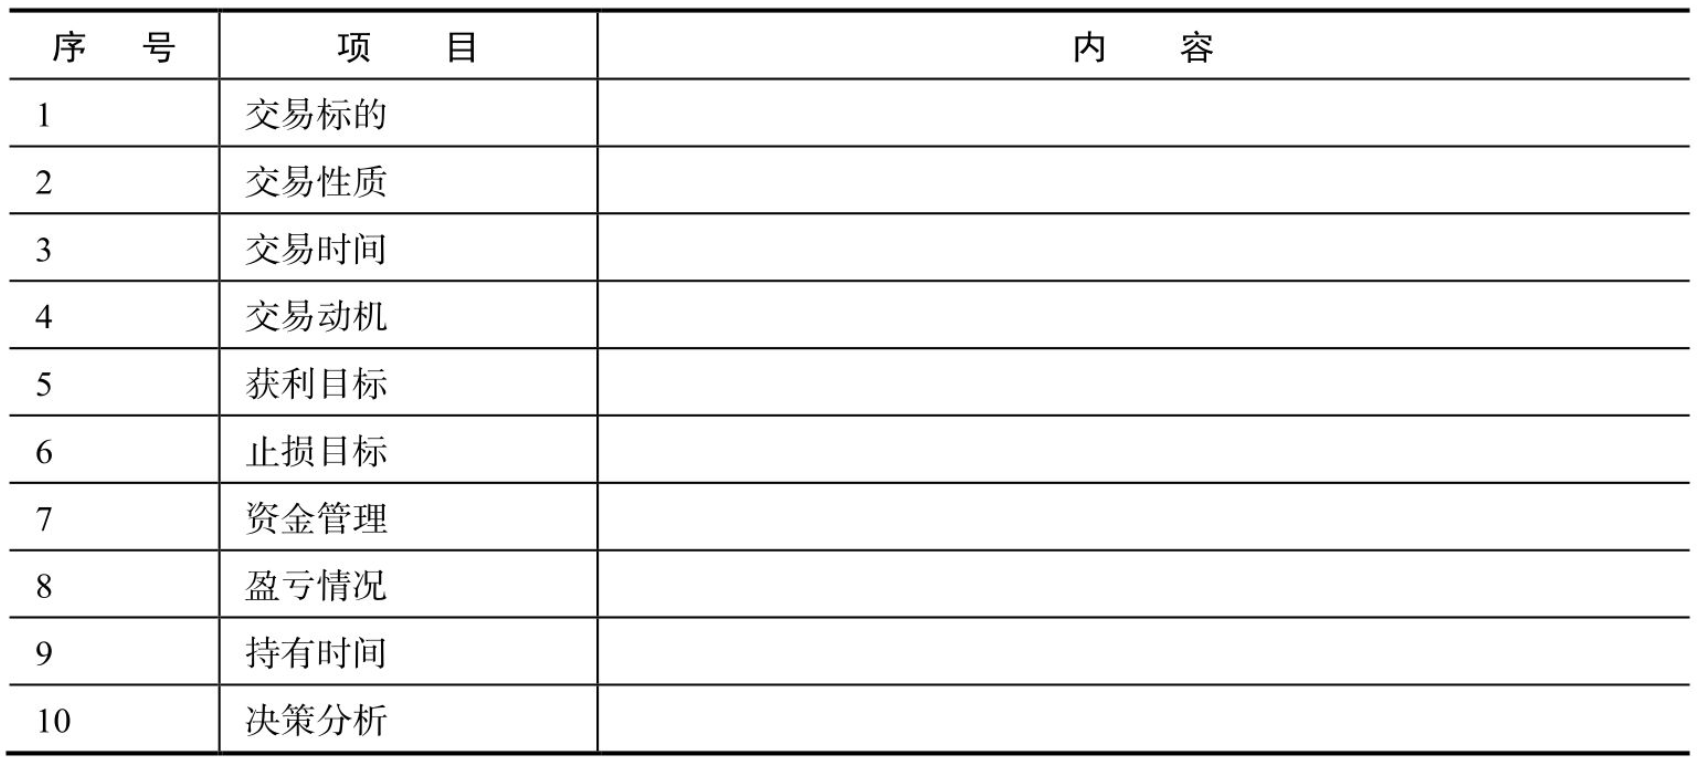 序 号 项 目 内 容
1 交易标的
2 交易性质
3 交易时间
4 交易动机
5 获利目标
6 止损目标
7 资金管理
8 盈亏情况
9 持有时间
10 决策分析